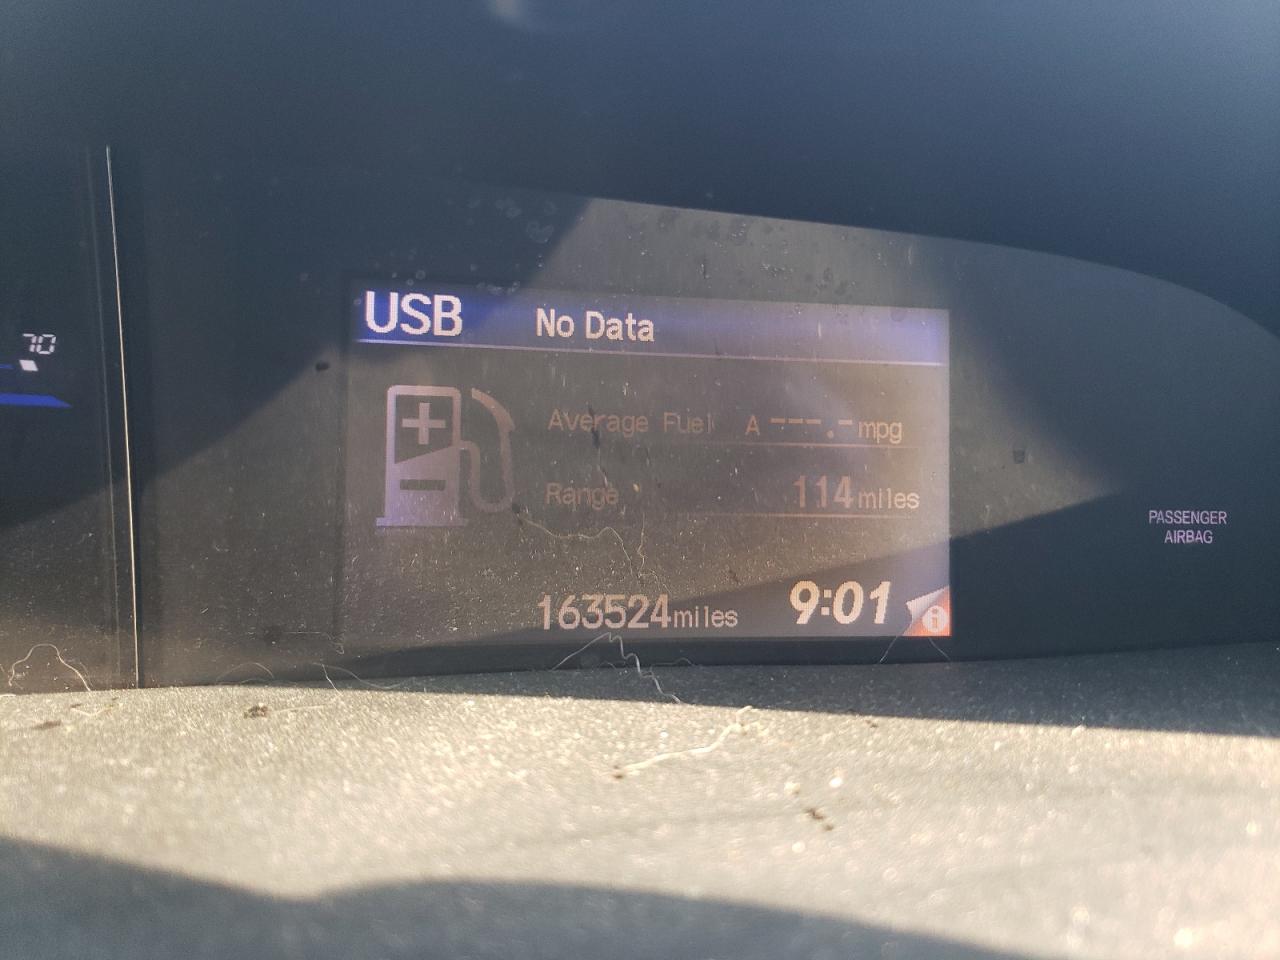 USB No Data
70
Average Fuel A ---.- mpg
Range 114 miles
PASSENGER
AIRBAG
163524 miles 9:01